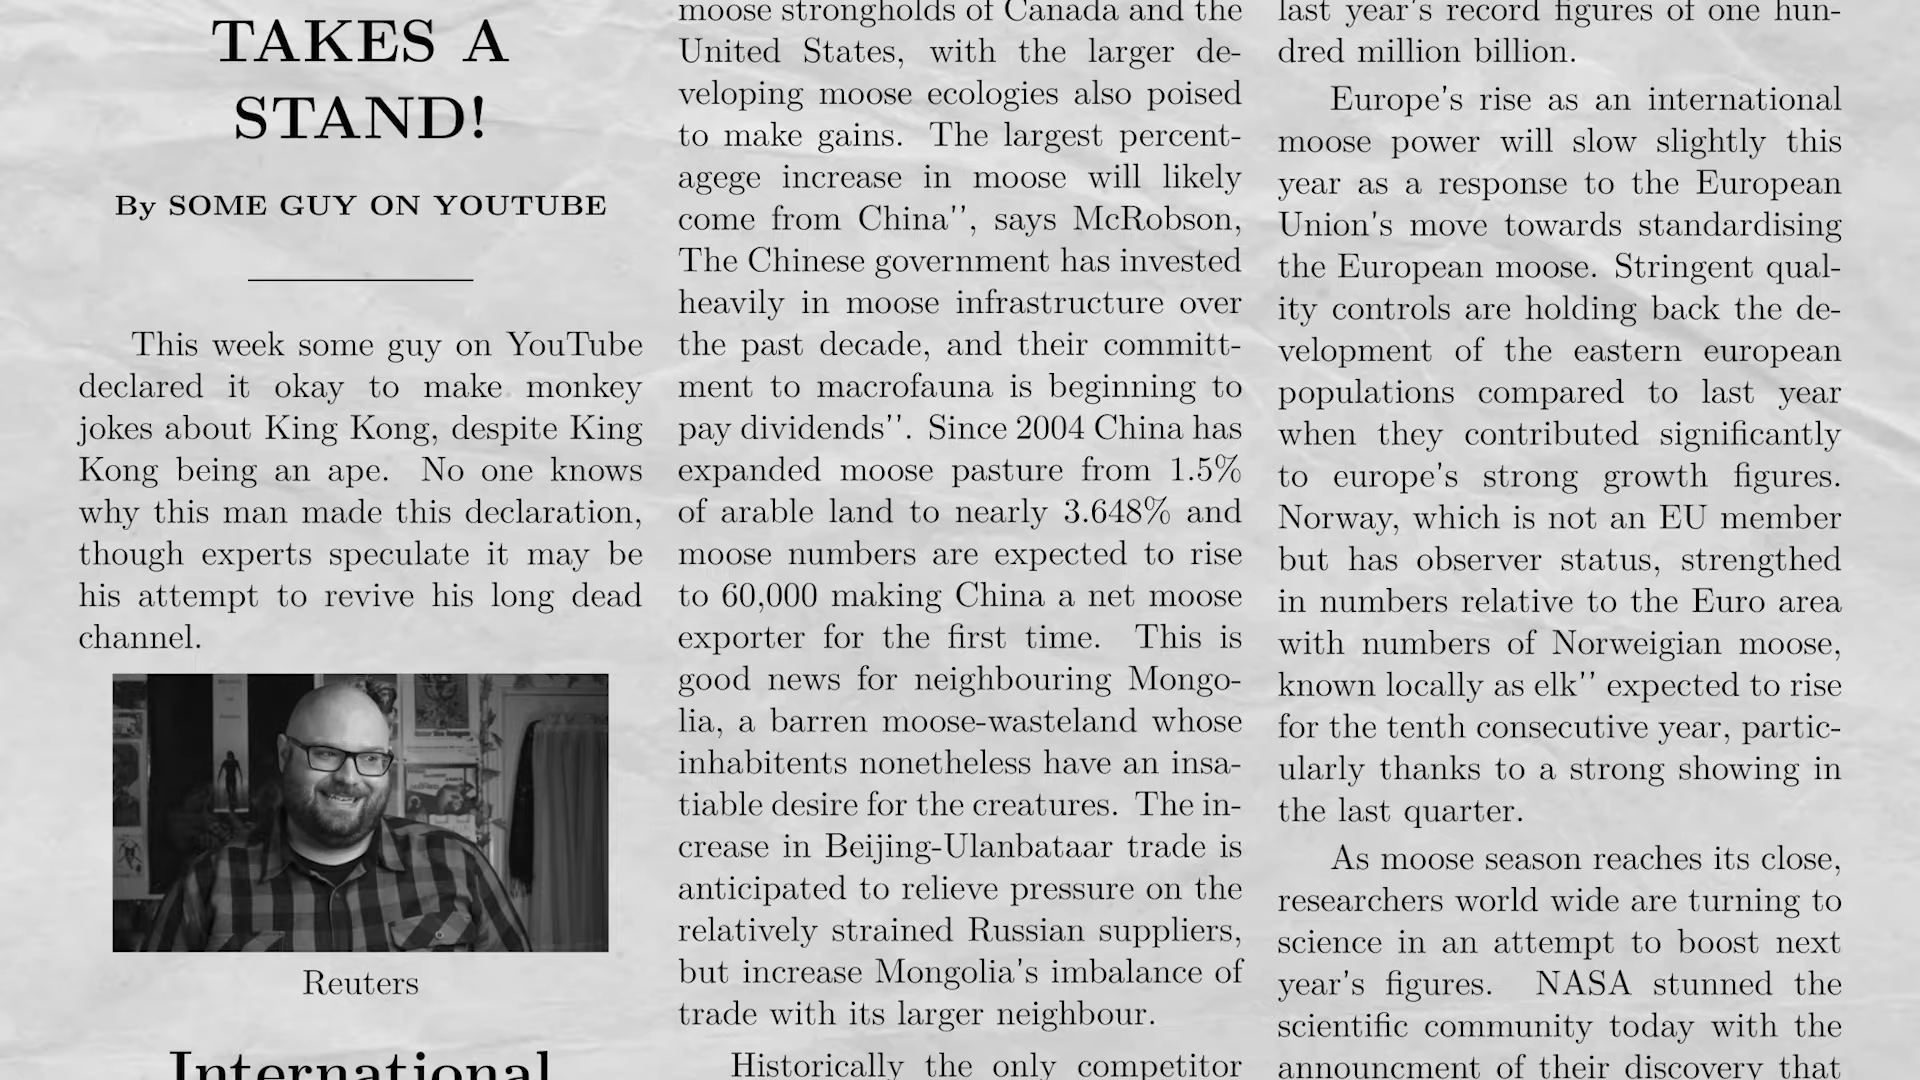 TAKES A
STAND!
By SOME GUY ON YOUTUBE
This week some guy on YouTube
declared it okay to make monkey
jokes about King Kong, despite King
Kong being an ape. No one knows
why this man made this declaration,
though experts speculate it may be
his attempt to revive his long dead
channel.
Reuters
International
moose strongholds of Canada and the
United States, with the larger de-
veloping moose ecologies also poised
to make gains. The largest percent-
agege increase in moose will likely
come from China'', says McRobson,
The Chinese government has invested
heavily in moose infrastructure over
the past decade, and their committ-
ment to macrofauna is beginning to
pay dividends''. Since 2004 China has
expanded moose pasture from 1.5%
of arable land to nearly 3.648% and
moose numbers are expected to rise
to 60,000 making China a net moose
exporter for the first time. This is
good news for neighbouring Mongo-
lia, a barren moose-wasteland whose
inhabitents nonetheless have an insa-
tiable desire for the creatures. The in-
crease in Beijing-Ulanbataar trade is
anticipated to relieve pressure on the
relatively strained Russian suppliers,
but increase Mongolia's imbalance of
trade with its larger neighbour.
Historically the only competitor
last year's record figures of one hun-
dred million billion.
Europe's rise as an international
moose power will slow slightly this
year as a response to the European
Union's move towards standardising
the European moose. Stringent qual-
ity controls are holding back the de-
velopment of the eastern european
populations compared to last year
when they contributed significantly
to europe's strong growth figures.
Norway, which is not an EU member
but has observer status, strengthed
in numbers relative to the Euro area
with numbers of Norweigian moose,
known locally as elk'' expected to rise
for the tenth consecutive year, partic-
ularly thanks to a strong showing in
the last quarter.
As moose season reaches its close,
researchers world wide are turning to
science in an attempt to boost next
year's figures. NASA stunned the
scientific community today with the
announcment of their discovery that